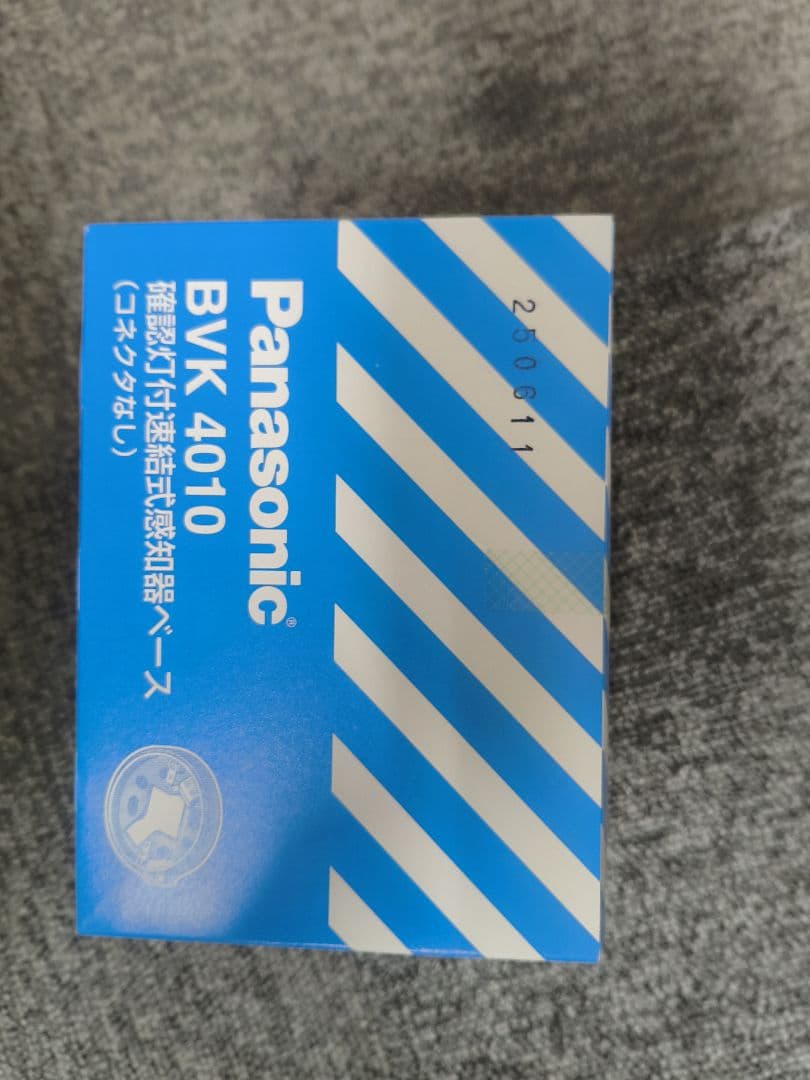 250611
Panasonic®
BVK 4010
確認灯付速結式感知器ベース
(コネクタなし)